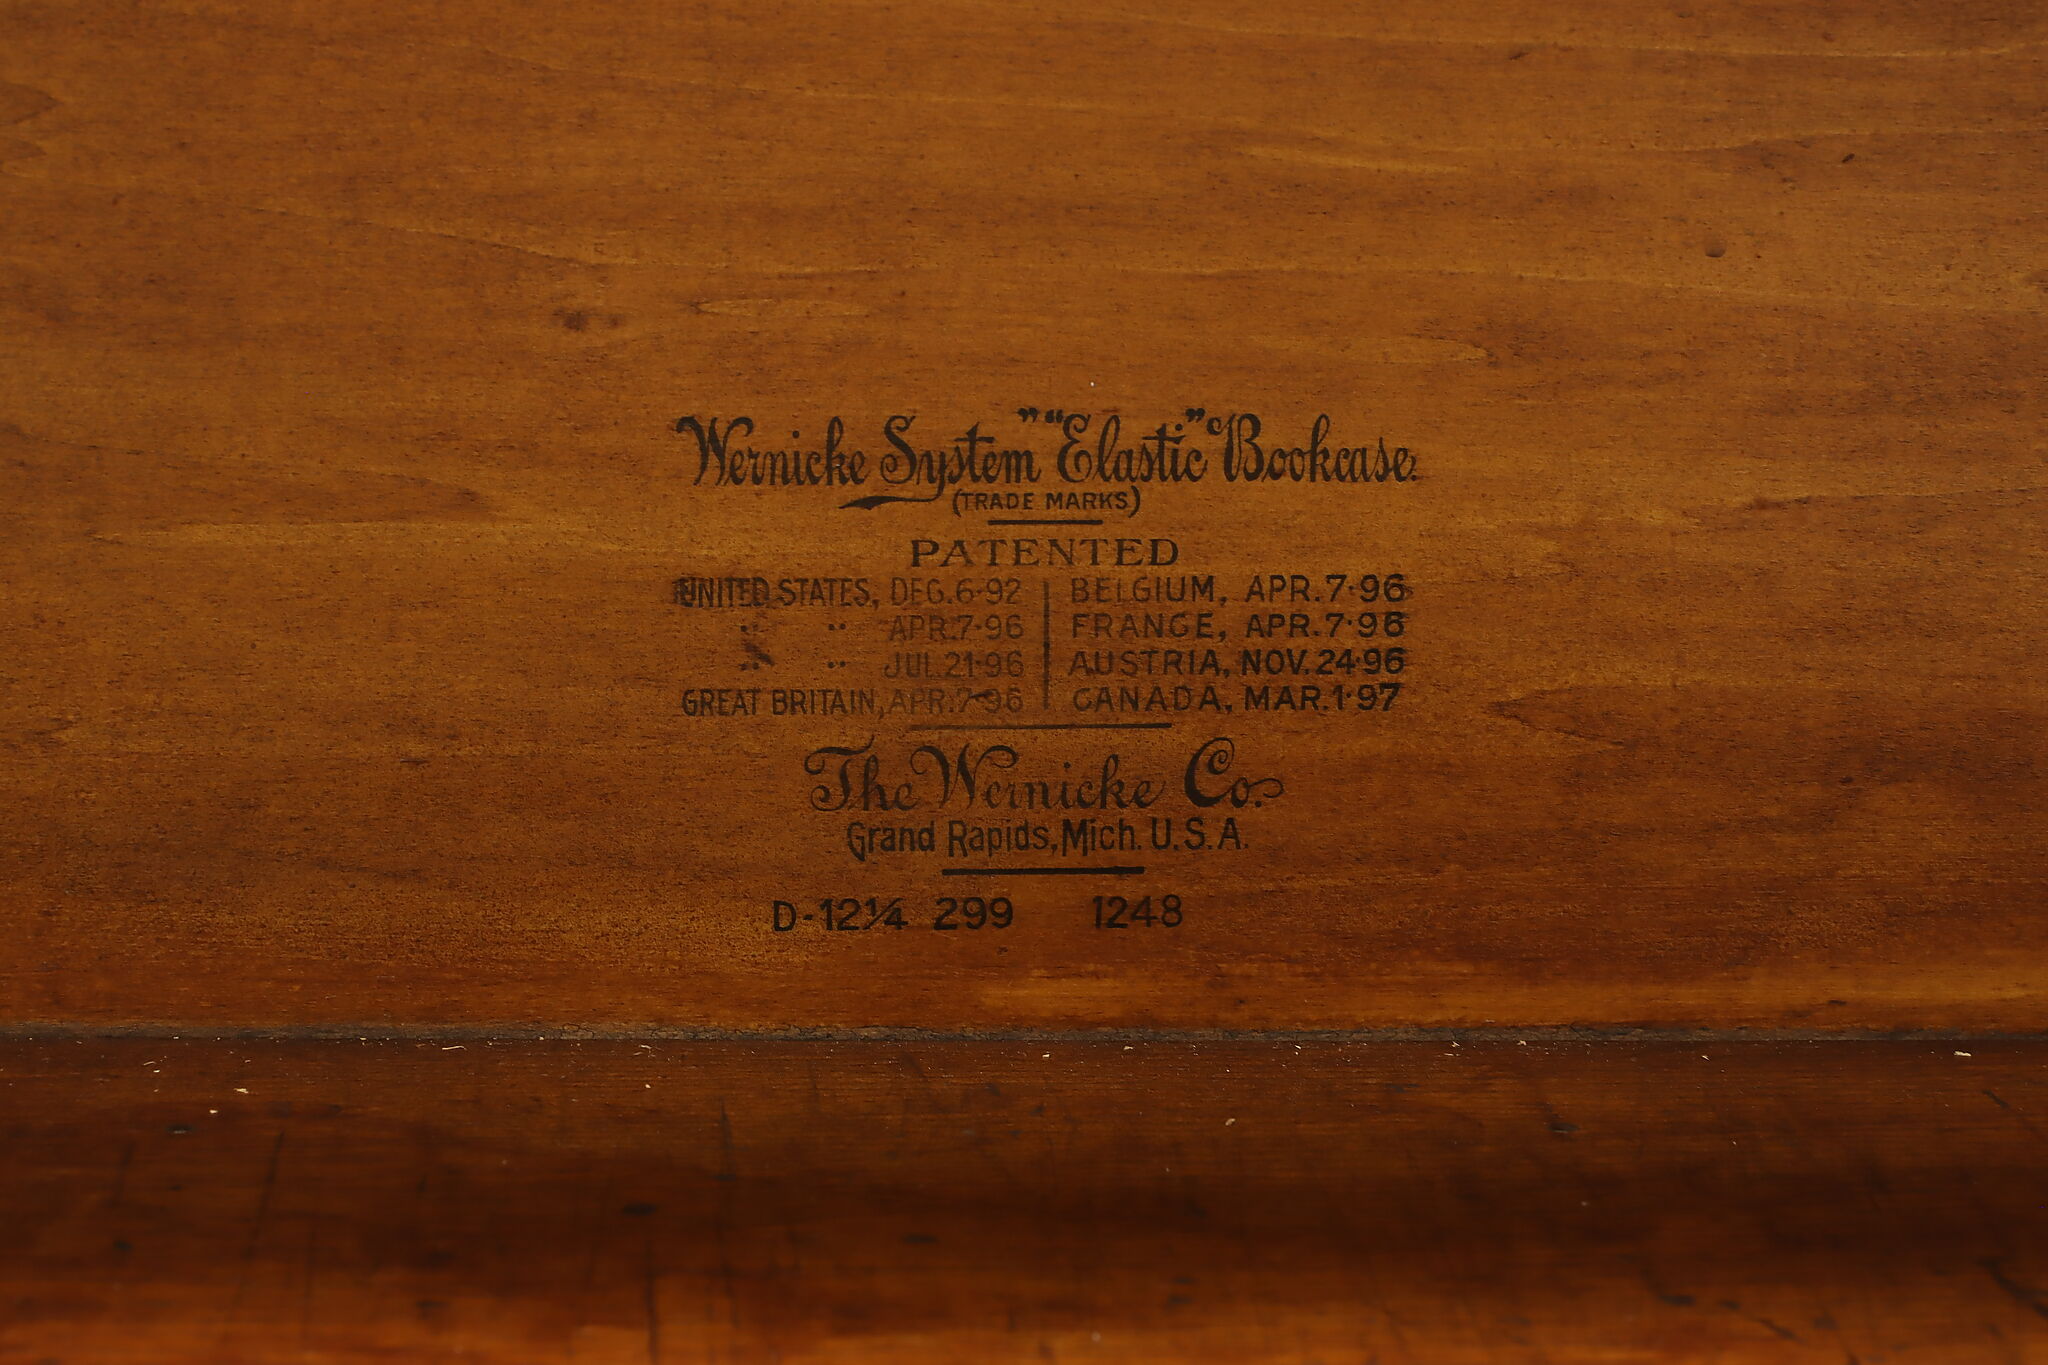 Wernicke System” “Elastic” Bookcase.
(TRADE MARKS)
PATENTED
UNITED STATES, DEC. 6·92
" " APR. 7·96
" " JUL. 21·96
GREAT BRITAIN, APR. 7·96
BELGIUM, APR. 7·96
FRANCE, APR. 7·96
AUSTRIA, NOV. 24·96
CANADA, MAR. 1·97
The Wernicke Co.
Grand Rapids, Mich. U.S.A.
D-12¼ 299 1248